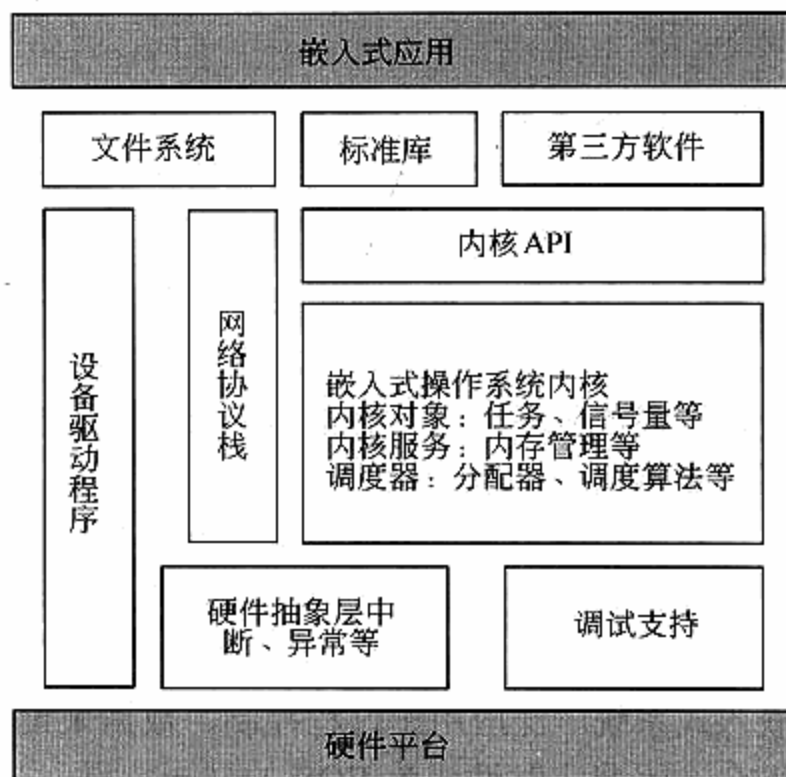 嵌入式应用
文件系统
标准库
第三方软件
内核 API
设备驱动程序
网络协议栈
嵌入式操作系统内核
内核对象：任务、信号量等
内核服务：内存管理等
调度器：分配器、调度算法等
硬件抽象层中
断、异常等
调试支持
硬件平台